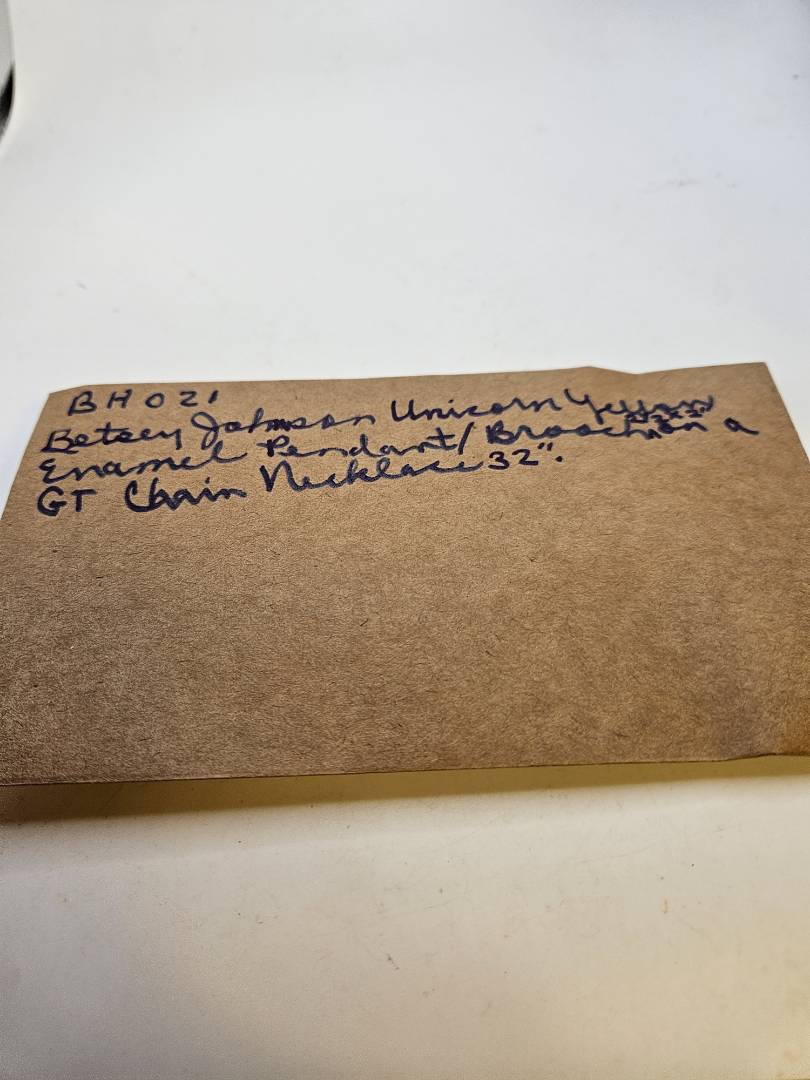 BH021
Betsey Johnson Unicorn Yellow
Enamel Pendant/Brooch on a
GT Chain Necklace 32".